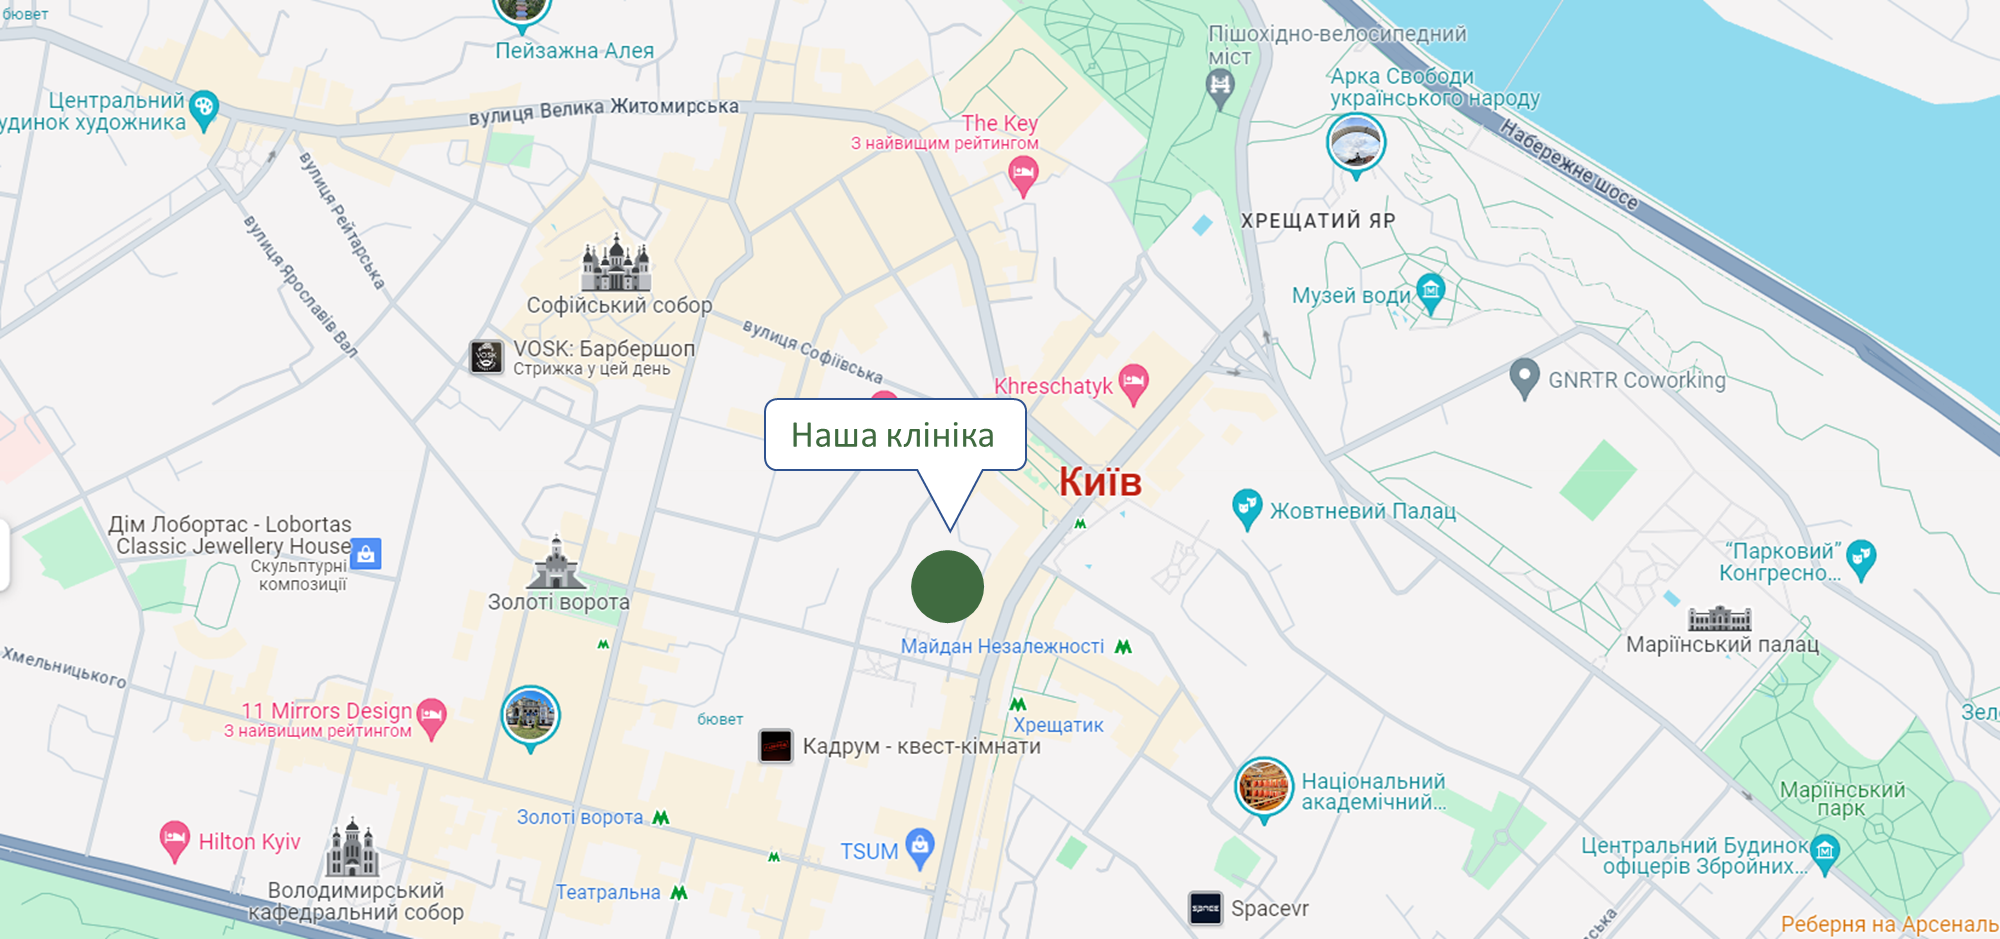 бювет
Пейзажна Алея
Пішохідно-велосипедний
міст
Арка Свободи
українського народу
Центральний
удинок художника
вулиця Велика Житомирська
The Key
З найвищим рейтингом
Набережне шосе
вулиця Рейтарська
ХРЕЩАТИЙ ЯР
вулиця Ярославів Вал
Софійський собор
Музей води
VOSK: Барбершоп
Стрижка у цей день
VOSK
вулиця Софіївська
Khreschatyk
GNRTR Coworking
Наша клініка
Київ
Жовтневий Палац
Дім Лобортас - Lobortas
Classic Jewellery House
Скульптурні
композиції
"Парковий"
Конгресно...
Золоті ворота
Майдан Незалежності
Маріїнський палац
Хмельницького
11 Mirrors Design
З найвищим рейтингом
бювет
Хрещатик
Зел
Кадрум - квест-кімнати
Національний
академічний...
Маріїнський
парк
Золоті ворота
Hilton Kyiv
TSUM
Центральний Будинок
офіцерів Збройних...
Володимирський
кафедральний собор
Театральна
space
Spacevr
ська
Реберня на Арсеналь